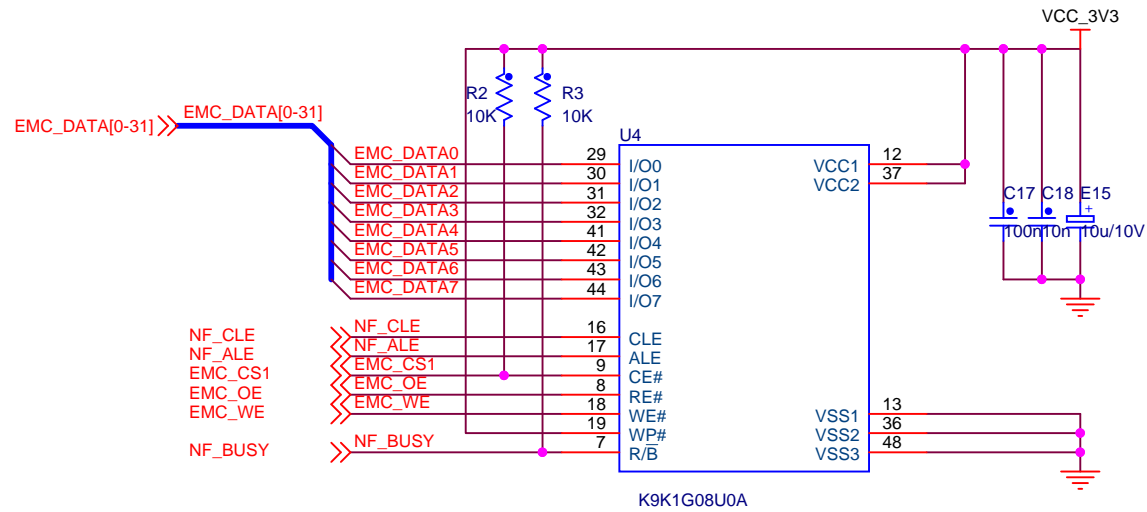 VCC_3V3
R2
10K
R3
10K
EMC_DATA[0-31]
EMC_DATA[0-31]
U4
EMC_DATA0 29 I/O0
EMC_DATA1 30 I/O1
EMC_DATA2 31 I/O2
EMC_DATA3 32 I/O3
EMC_DATA4 41 I/O4
EMC_DATA5 42 I/O5
EMC_DATA6 43 I/O6
EMC_DATA7 44 I/O7
VCC1 12
VCC2 37
C17
100n
C18
10n
E15
+
10u/10V
NF_CLE NF_CLE 16 CLE
NF_ALE NF_ALE 17 ALE
EMC_CS1 EMC_CS1 9 CE#
EMC_OE EMC_OE 8 RE#
EMC_WE EMC_WE 18 WE#
19 WP#
NF_BUSY NF_BUSY 7 R/B
VSS1 13
VSS2 36
VSS3 48
K9K1G08U0A